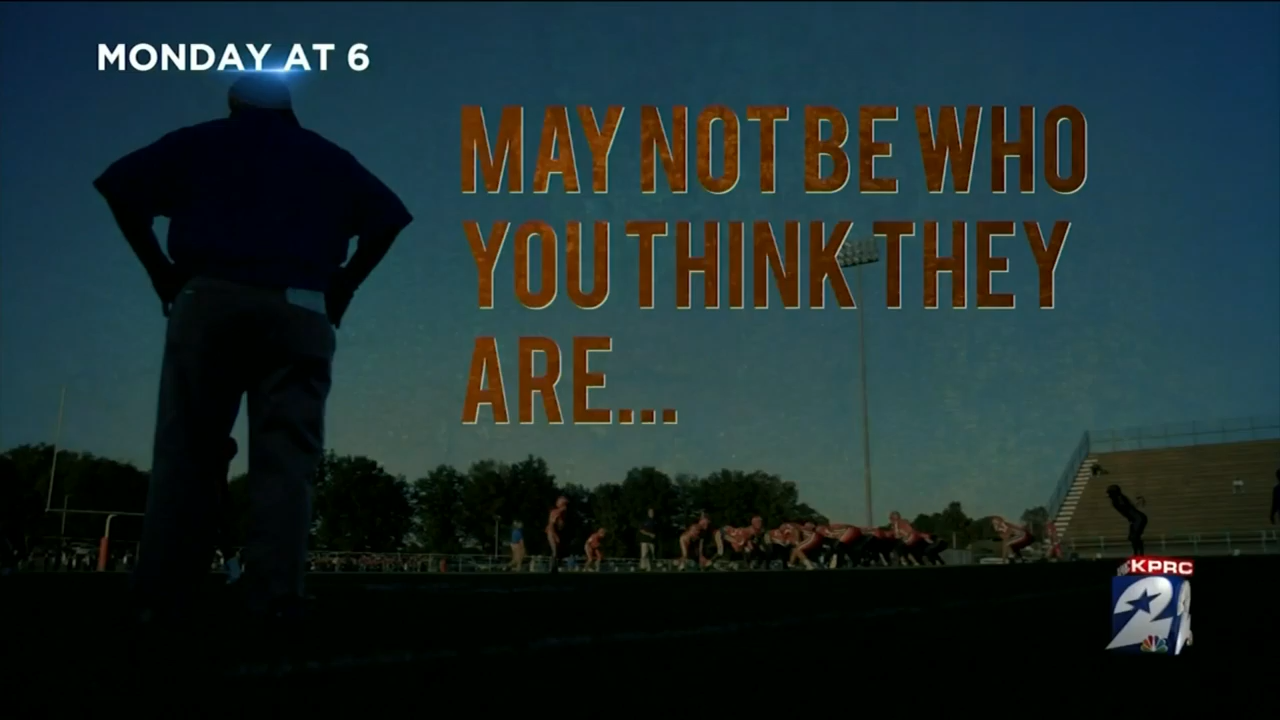 MONDAY AT 6
MAY NOT BE WHO
YOU THINK THEY
ARE...
KPRC
2